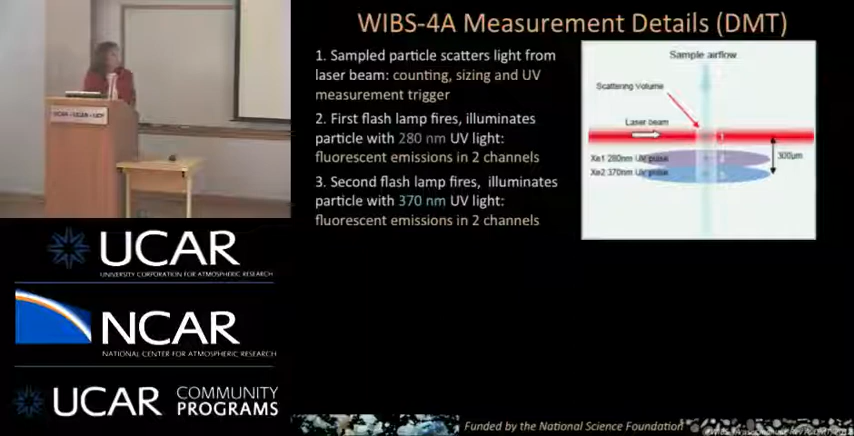 WIBS-4A Measurement Details (DMT)
1. Sampled particle scatters light from
laser beam: counting, sizing and UV
measurement trigger
2. First flash lamp fires, illuminates
particle with 280 nm UV light:
fluorescent emissions in 2 channels
3. Second flash lamp fires, illuminates
particle with 370 nm UV light:
fluorescent emissions in 2 channels
Sample airflow
Scattering Volume
Laser beam
Xe1 280nm UV pulse
Xe2 370nm UV pulse
300µm
UCAR
UNIVERSITY CORPORATION FOR ATMOSPHERIC RESEARCH
NCAR
NATIONAL CENTER FOR ATMOSPHERIC RESEARCH
UCAR COMMUNITY
PROGRAMS
Funded by the National Science Foundation